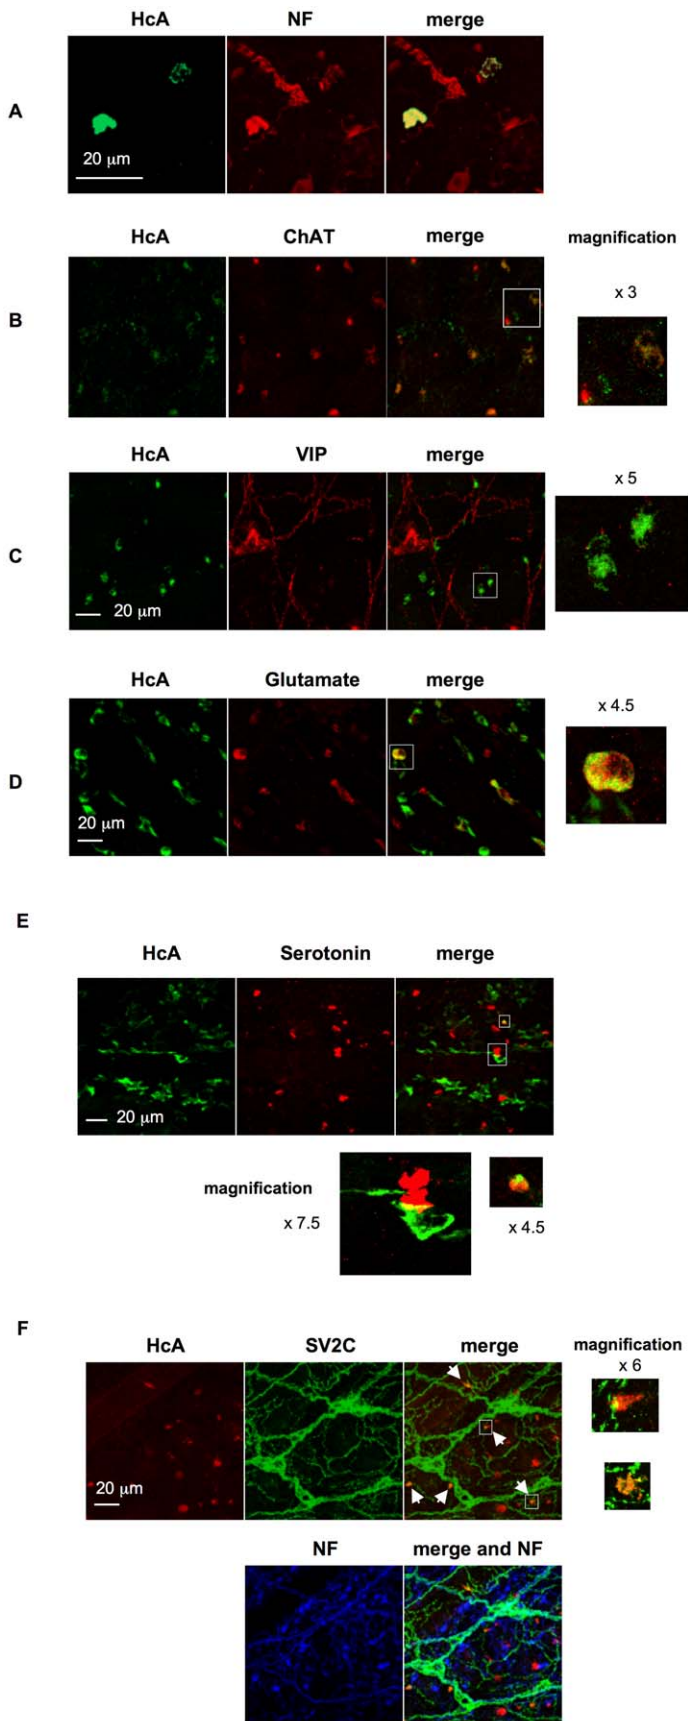 HcA NF merge
A
20 µm
HcA ChAT merge magnification
x 3
B
HcA VIP merge
x 5
C
20 µm
HcA Glutamate merge
x 4.5
D
20 µm
E
HcA Serotonin merge
20 µm
magnification
x 7.5
x 4.5
F
HcA SV2C merge magnification
x 6
20 µm
NF merge and NF